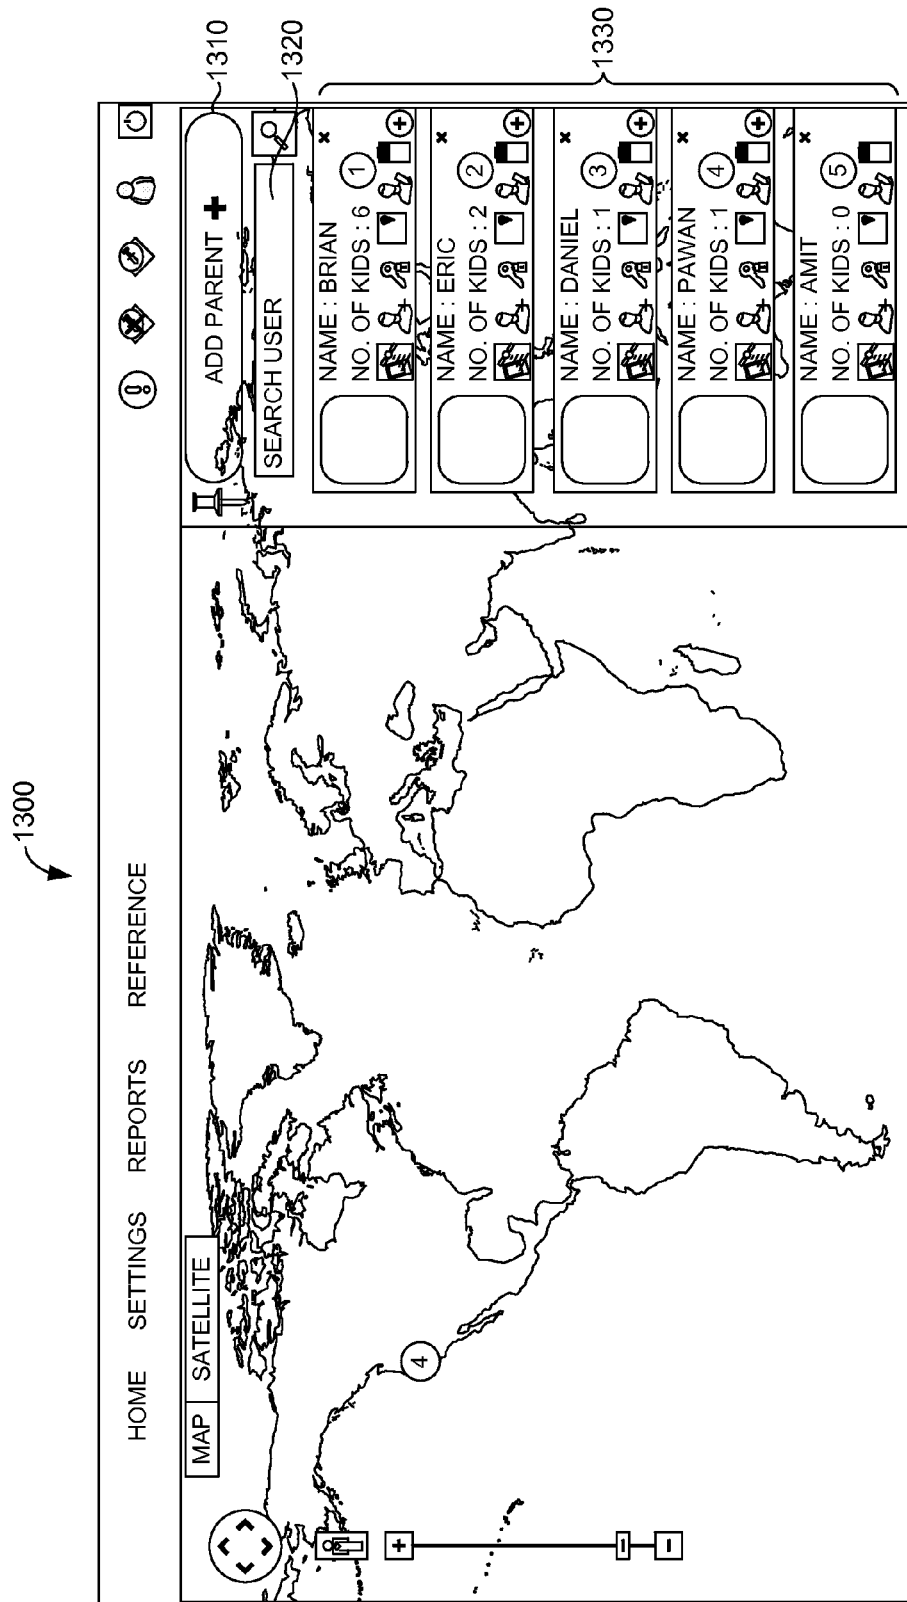 1300
HOME SETTINGS REPORTS REFERENCE
MAP SATELLITE
ADD PARENT +
1310
SEARCH USER
1320
NAME : BRIAN x
NO. OF KIDS : 6 1
+
NAME : ERIC x
NO. OF KIDS : 2 2
+
NAME : DANIEL x
NO. OF KIDS : 1 3
+
NAME : PAWAN x
NO. OF KIDS : 1 4
+
NAME : AMIT x
NO. OF KIDS : 0 5
1330
4
+
-
-